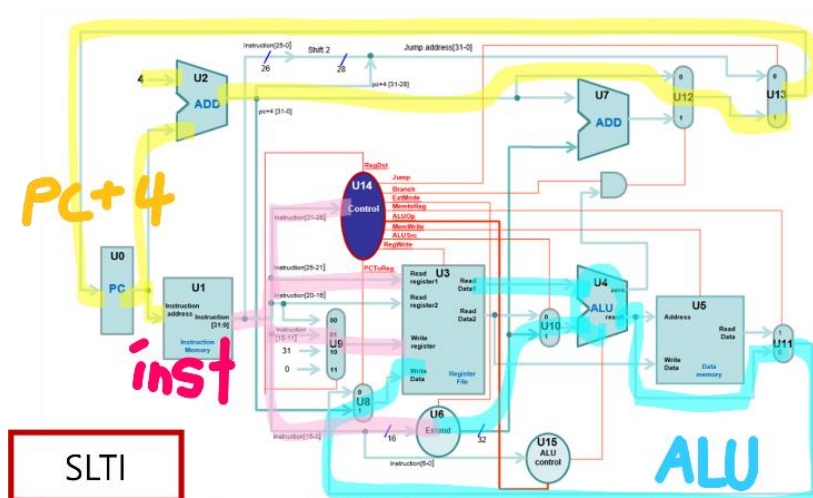 Instruction[25-0]
Shift 2
Jump address[31-0]
26
28
4
U2
ADD
pc+4 [31-28]
pc+4 [31-0]
0
U12
1
0
U13
1
U7
ADD
PC+4
RegDst
U14
Control
Jump
Branch
ExtMode
MemtoReg
ALUOp
MemWrite
ALUSrc
RegWrite
PCToReg
Instruction[31-26]
U0
PC
U1
Instruction
address
Instruction
[31:0]
Instruction
Memory
inst
Instruction[25-21]
Instruction[20-16]
Instruction
[15-11]
31
0
00
01
10
11
U9
U3
Read
register1
Read
register2
Write
register
Write
Data
Read
Data1
Read
Data2
Register
File
0
U8
1
0
U10
1
U4
zero
ALU
result
U5
Address
Read
Data
Write
Data
Data
memory
1
U11
0
Instruction[15-0]
16
U6
Extend
32
Instruction[5-0]
U15
ALU
control
ALU
SLTI